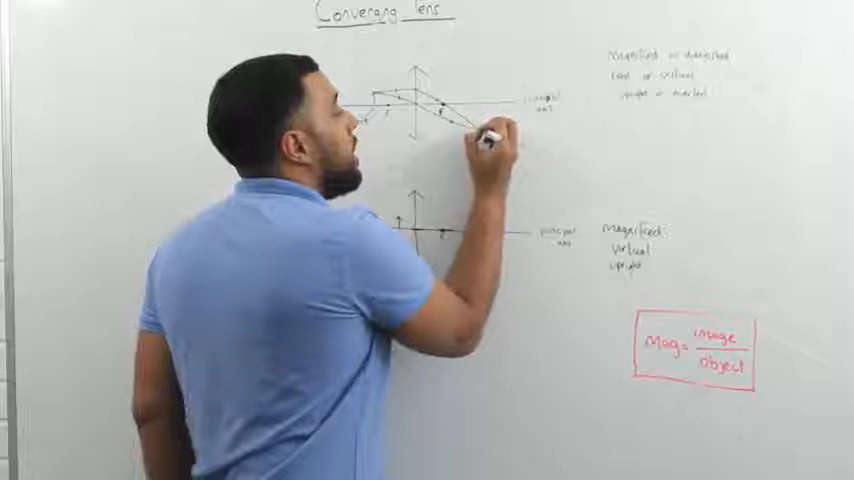 Converging lens
magnified or diminished
real or virtual
upright or inverted
principal
axis
F
F
principal
axis
F
magnified
virtual
upright
Mag = image
object